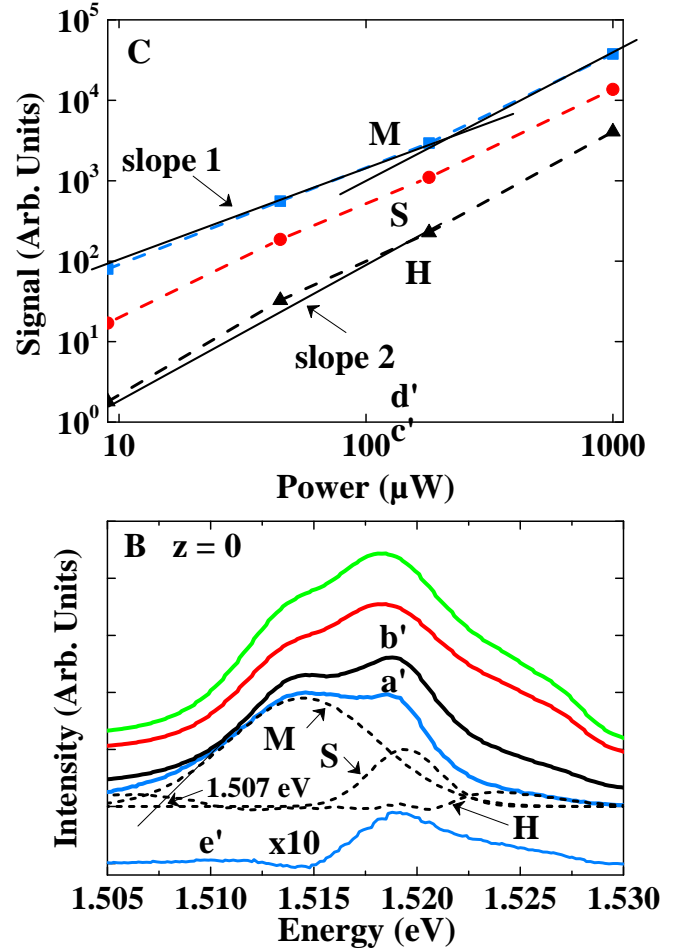 10^5
C
10^4
M
slope 1
10^3
S
10^2
H
10^1
slope 2
10^0
d'
c'
10 100 1000
Signal (Arb. Units)
Power (μW)
B z = 0
b'
a'
M
S
1.507 eV
H
e' x10
1.505 1.510 1.515 1.520 1.525 1.530
Intensity (Arb. Units)
Energy (eV)